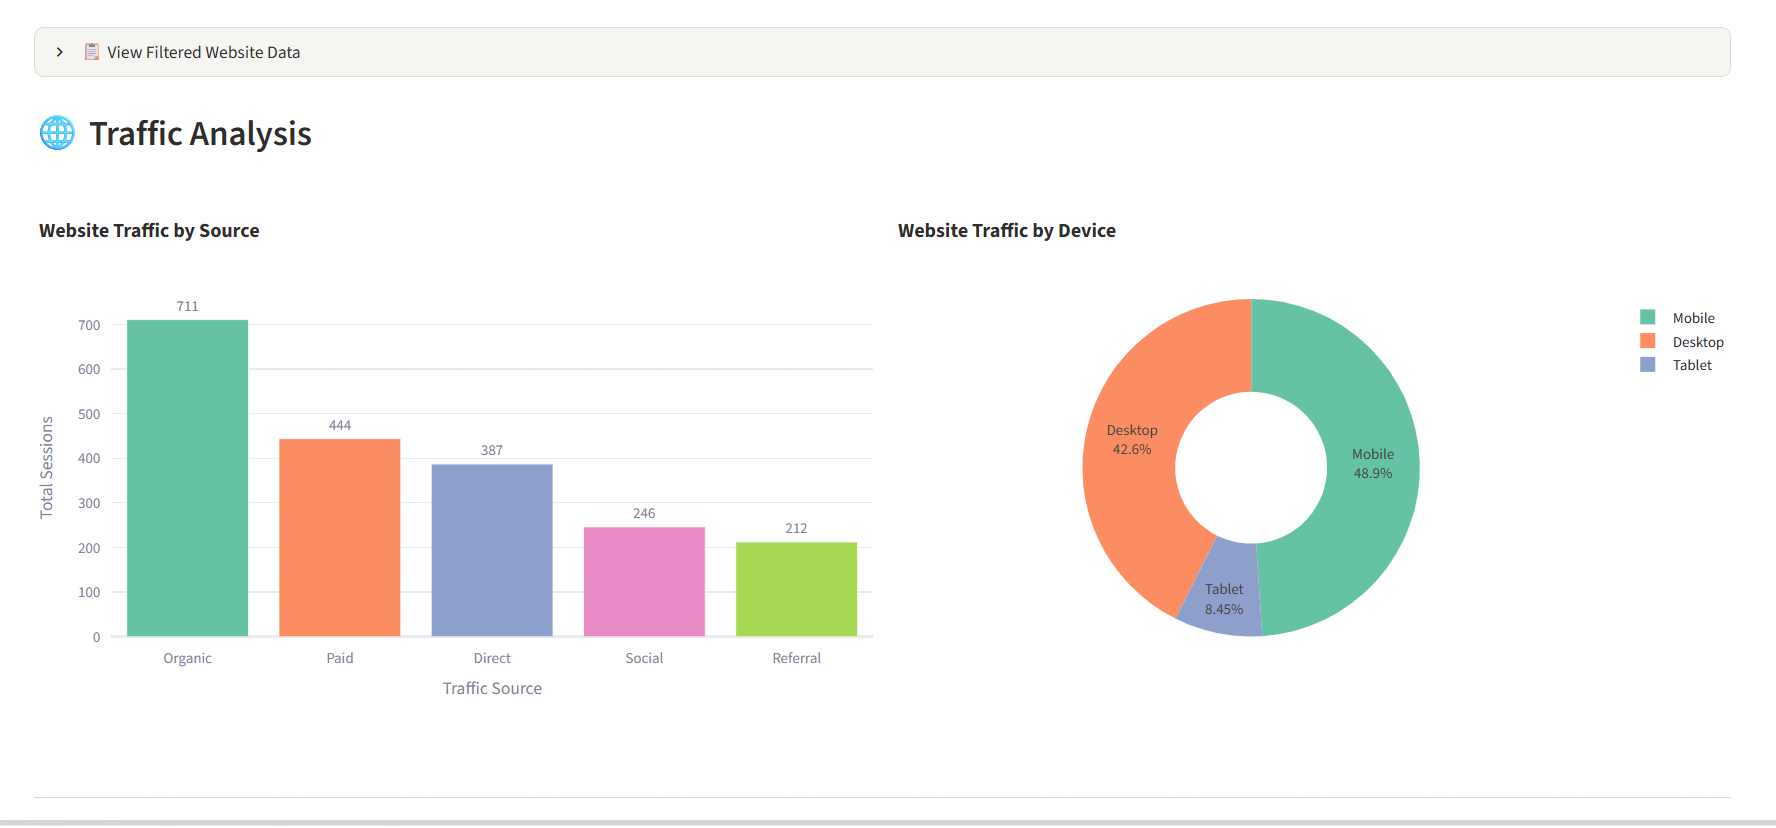 View Filtered Website Data
Traffic Analysis
Website Traffic by Source
711
444
387
246
212
700
600
500
400
300
200
100
0
Total Sessions
Organic
Paid
Direct
Social
Referral
Traffic Source
Website Traffic by Device
Mobile
Desktop
Tablet
Desktop
42.6%
Mobile
48.9%
Tablet
8.45%